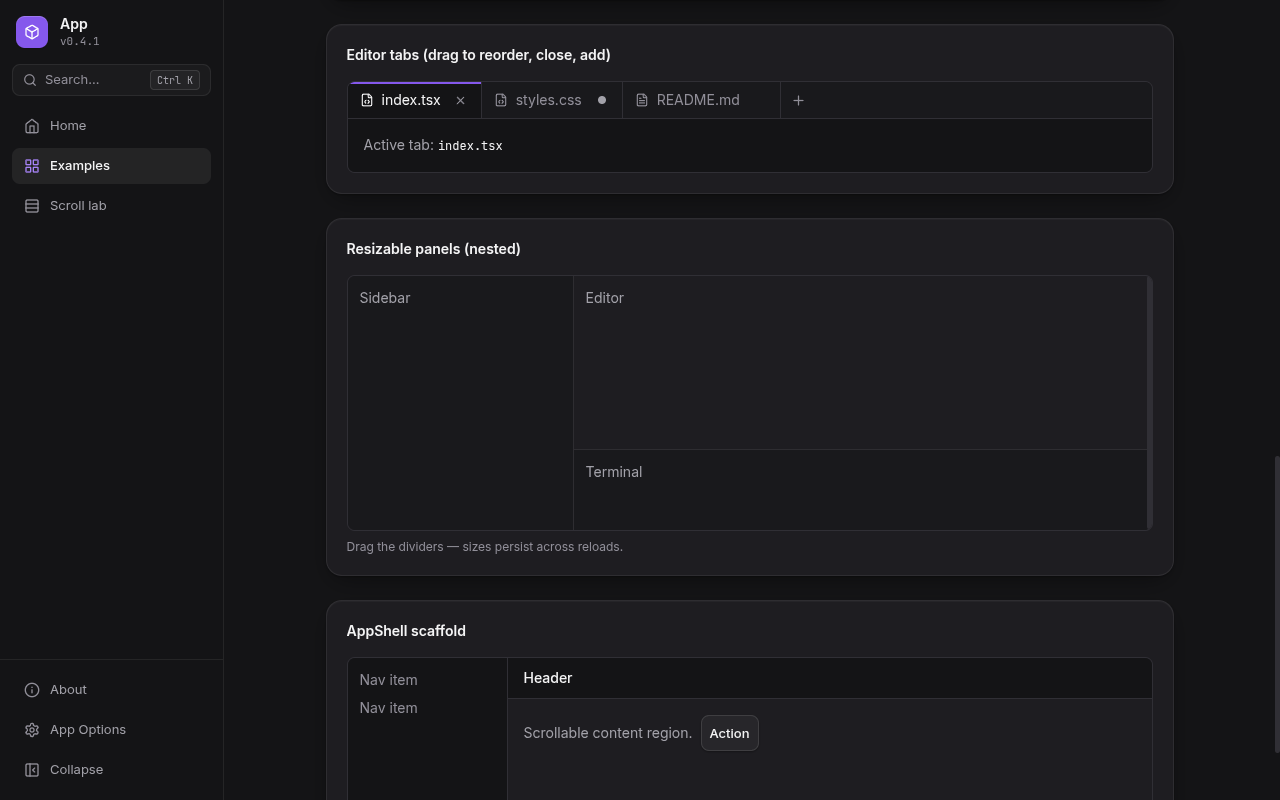 App
v0.4.1
Search...
Ctrl K
Home
Examples
Scroll lab
About
App Options
Collapse
Editor tabs (drag to reorder, close, add)
index.tsx
styles.css
README.md
Active tab: index.tsx
Resizable panels (nested)
Sidebar
Editor
Terminal
Drag the dividers — sizes persist across reloads.
AppShell scaffold
Nav item
Nav item
Header
Scrollable content region.
Action